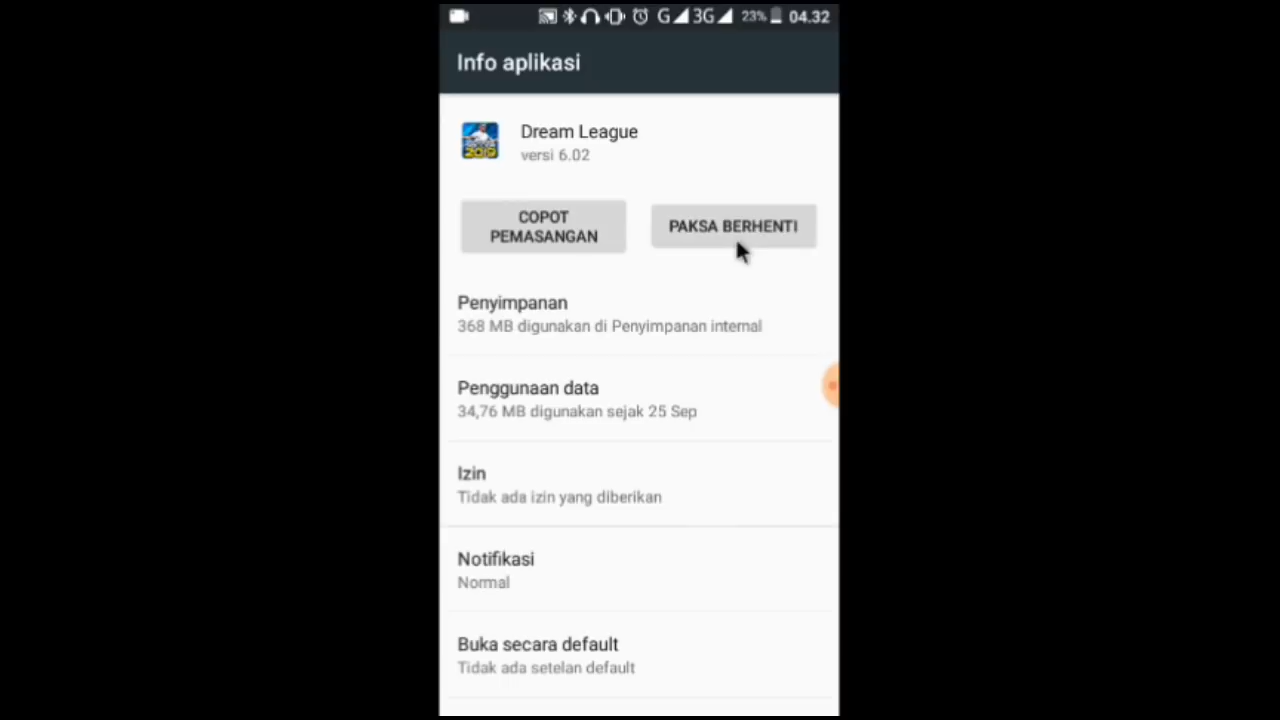 G 3G 23% 04.32
Info aplikasi
Dream League
versi 6.02
COPOT
PEMASANGAN
PAKSA BERHENTI
Penyimpanan
368 MB digunakan di Penyimpanan internal
Penggunaan data
34,76 MB digunakan sejak 25 Sep
Izin
Tidak ada izin yang diberikan
Notifikasi
Normal
Buka secara default
Tidak ada setelan default